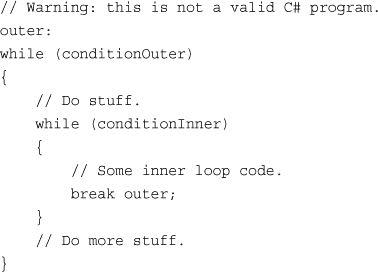 // Warning: this is not a valid C# program.
outer:
while (conditionOuter)
{
    // Do stuff.
    while (conditionInner)
    {
        // Some inner loop code.
        break outer;
    }
    // Do more stuff.
}